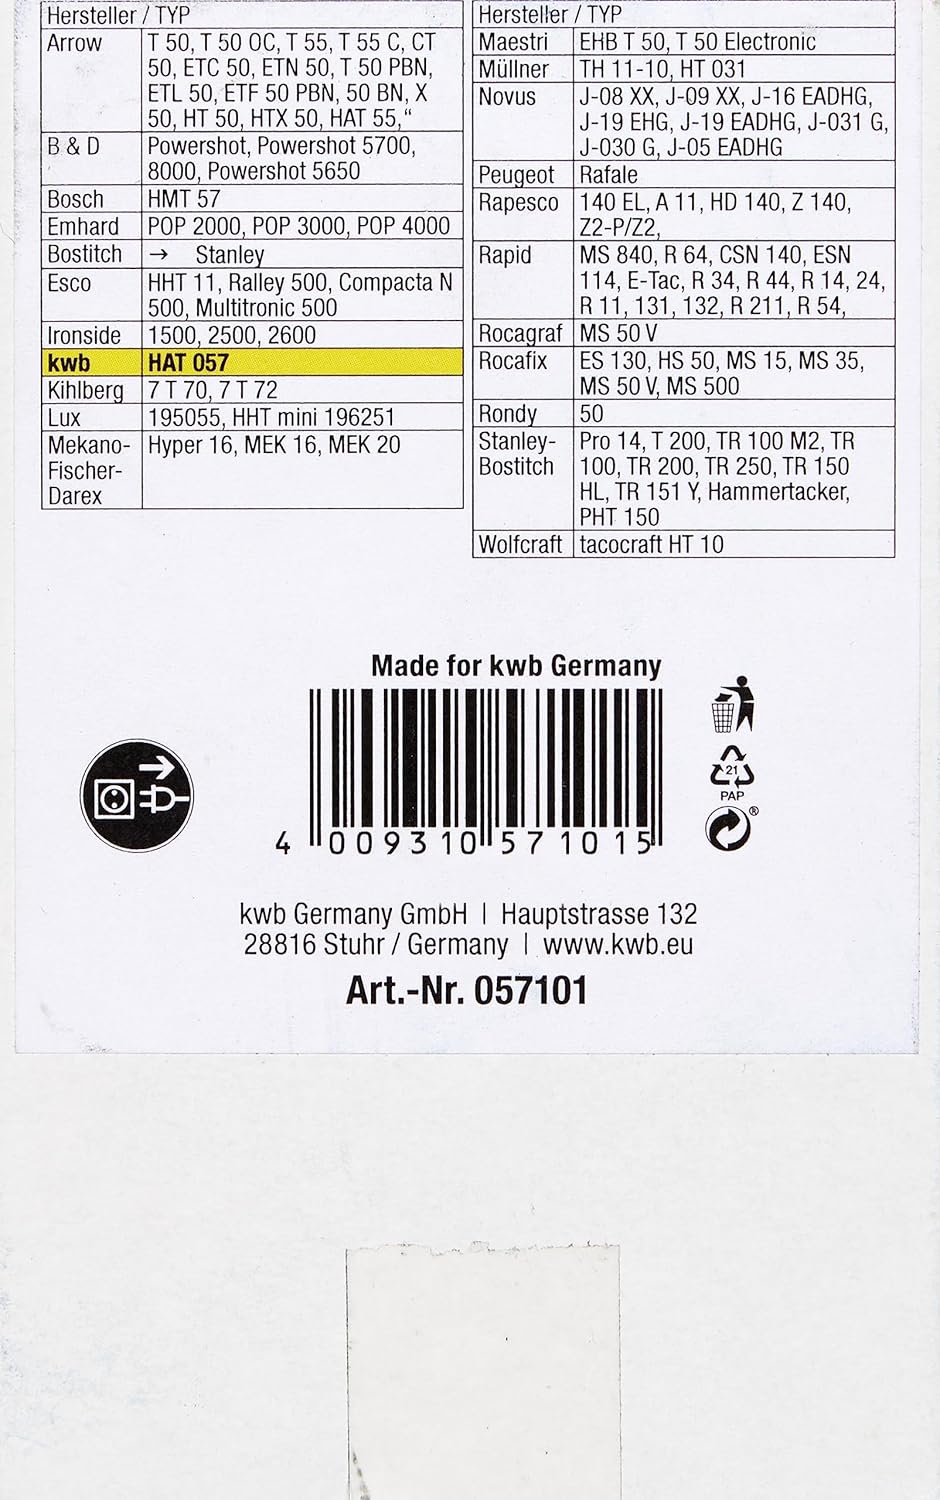 Hersteller / TYP
Arrow T 50, T 50 OC, T 55, T 55 C, CT
50, ETC 50, ETN 50, T 50 PBN,
ETL 50, ETF 50 PBN, 50 BN, X
50, HT 50, HTX 50, HAT 55,“
B & D Powershot, Powershot 5700,
8000, Powershot 5650
Bosch HMT 57
Emhard POP 2000, POP 3000, POP 4000
Bostitch → Stanley
Esco HHT 11, Ralley 500, Compacta N
500, Multitronic 500
Ironside 1500, 2500, 2600
kwb HAT 057
Kihlberg 7 T 70, 7 T 72
Lux 195055, HHT mini 196251
Mekano- Hyper 16, MEK 16, MEK 20
Fischer-
Darex
Hersteller / TYP
Maestri EHB T 50, T 50 Electronic
Müllner TH 11-10, HT 031
Novus J-08 XX, J-09 XX, J-16 EADHG,
J-19 EHG, J-19 EADHG, J-031 G,
J-030 G, J-05 EADHG
Peugeot Rafale
Rapesco 140 EL, A 11, HD 140, Z 140,
Z2-P/Z2,
Rapid MS 840, R 64, CSN 140, ESN
114, E-Tac, R 34, R 44, R 14, 24,
R 11, 131, 132, R 211, R 54,
Rocagraf MS 50 V
Rocafix ES 130, HS 50, MS 15, MS 35,
MS 50 V, MS 500
Rondy 50
Stanley- Pro 14, T 200, TR 100 M2, TR
Bostitch 100, TR 200, TR 250, TR 150
HL, TR 151 Y, Hammertacker,
PHT 150
Wolfcraft tacocraft HT 10
Made for kwb Germany
4 009310 571015
21
PAP
®
kwb Germany GmbH | Hauptstrasse 132
28816 Stuhr / Germany | www.kwb.eu
Art.-Nr. 057101